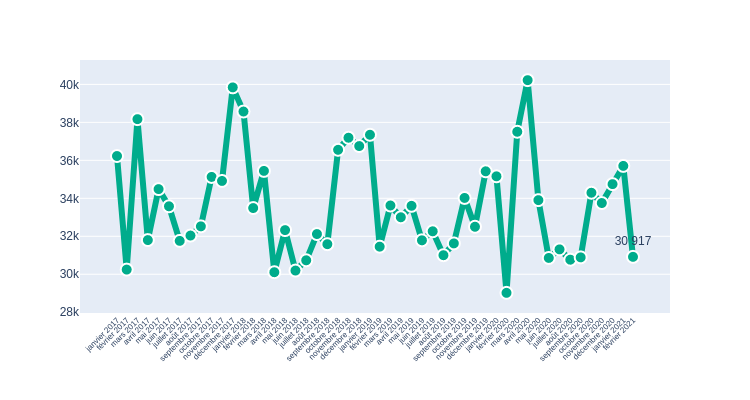 40k
38k
36k
34k
32k
30k
28k
30 917
janvier 2017
février 2017
mars 2017
avril 2017
mai 2017
juin 2017
juillet 2017
août 2017
septembre 2017
octobre 2017
novembre 2017
décembre 2017
janvier 2018
février 2018
mars 2018
avril 2018
mai 2018
juin 2018
juillet 2018
août 2018
septembre 2018
octobre 2018
novembre 2018
décembre 2018
janvier 2019
février 2019
mars 2019
avril 2019
mai 2019
juin 2019
juillet 2019
août 2019
septembre 2019
octobre 2019
novembre 2019
décembre 2019
janvier 2020
février 2020
mars 2020
avril 2020
mai 2020
juin 2020
juillet 2020
août 2020
septembre 2020
octobre 2020
novembre 2020
décembre 2020
janvier 2021
février 2021